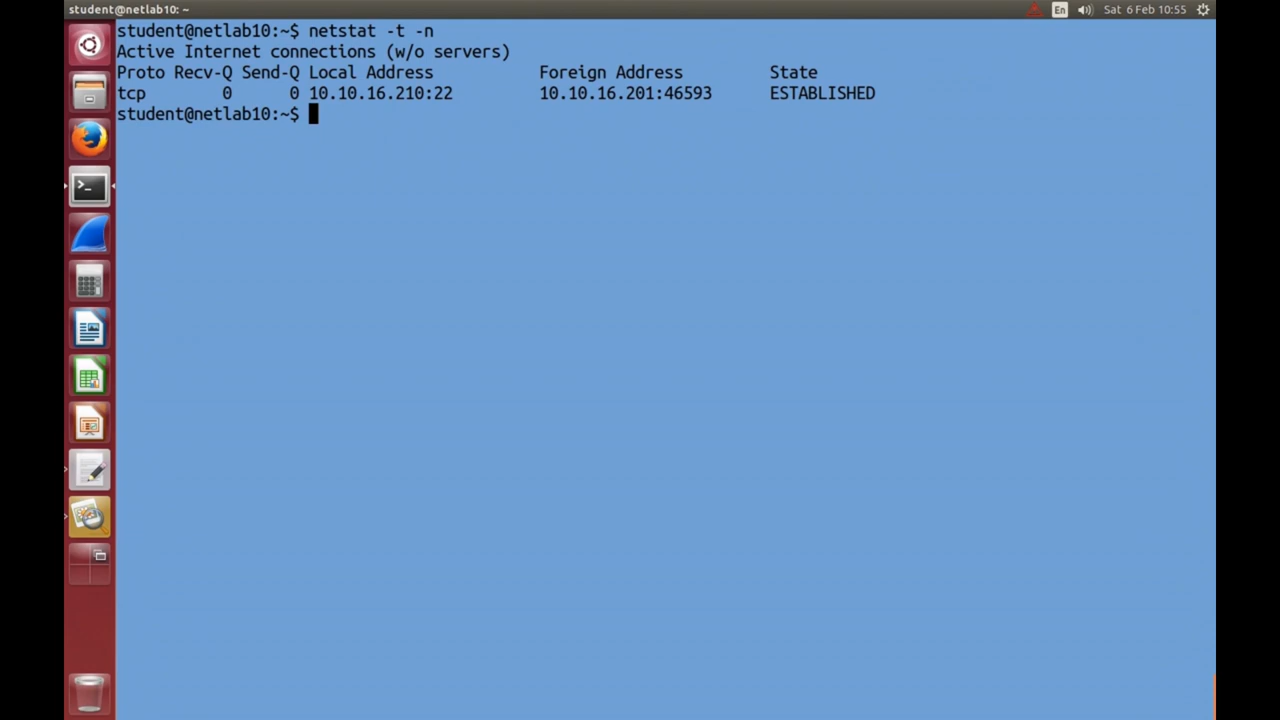 student@netlab10: ~
En
Sat 6 Feb 10:55
student@netlab10:~$ netstat -t -n
Active Internet connections (w/o servers)
Proto Recv-Q Send-Q Local Address           Foreign Address         State
tcp        0      0 10.10.16.210:22         10.10.16.201:46593      ESTABLISHED
student@netlab10:~$